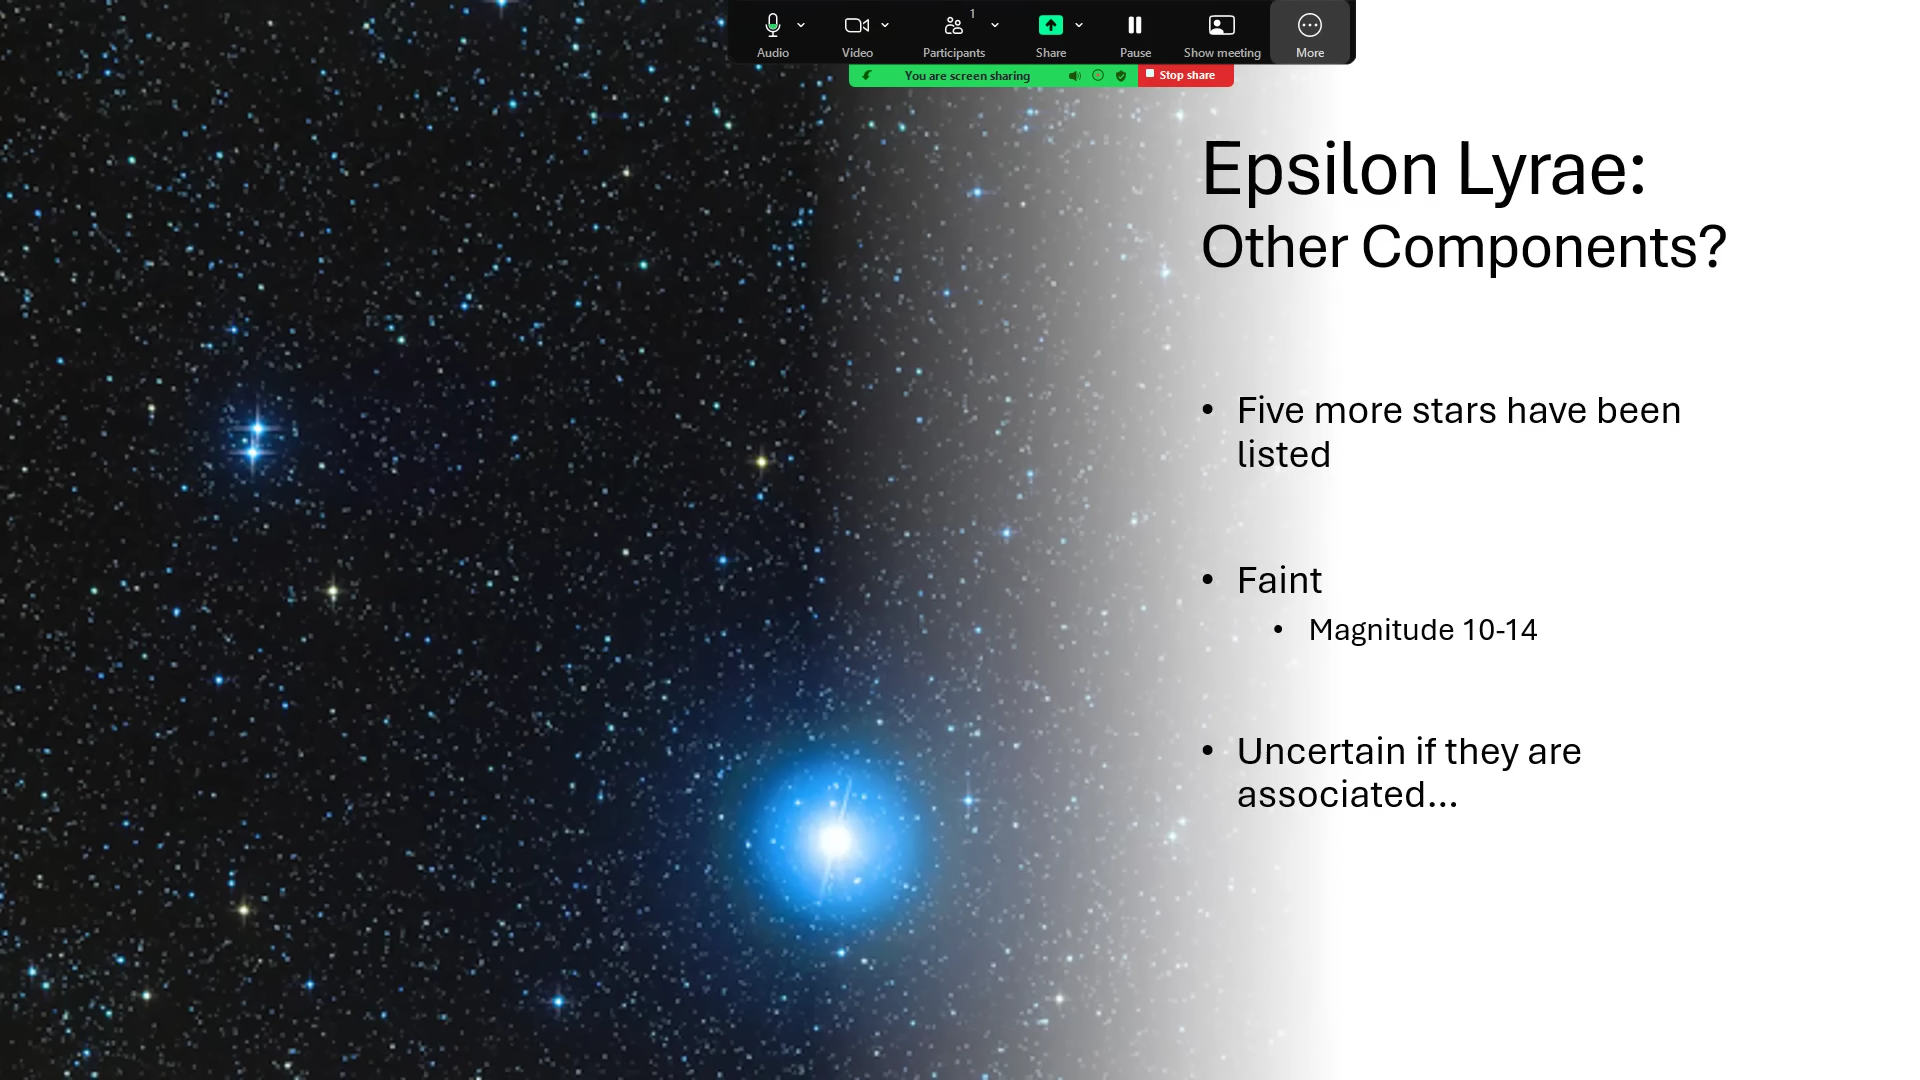 1
Audio
Video
Participants
Share
Pause
Show meeting
More
You are screen sharing
Stop share
Epsilon Lyrae:
Other Components?
• Five more stars have been
listed
• Faint
• Magnitude 10-14
• Uncertain if they are
associated...